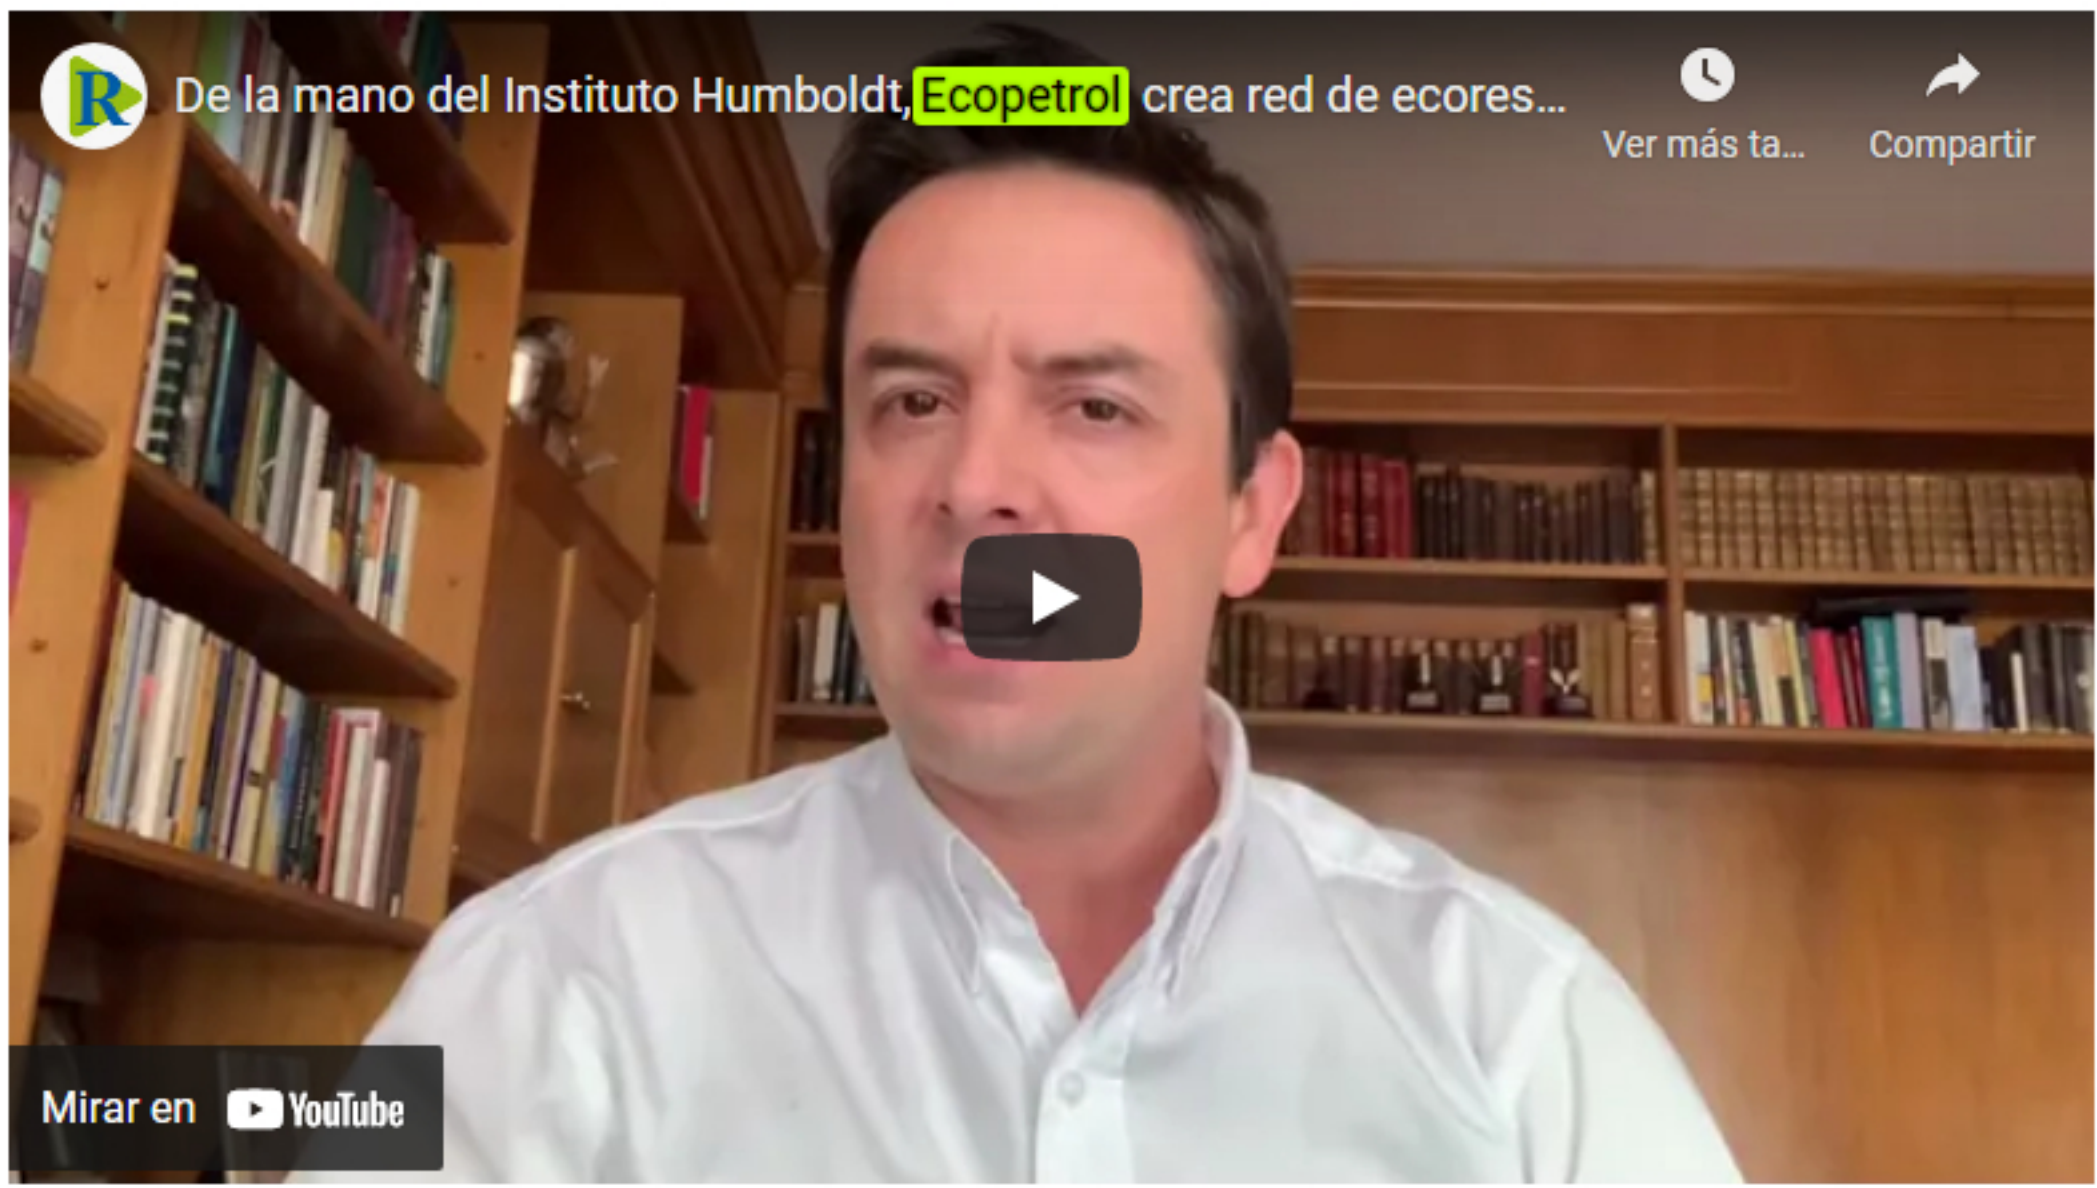 R
De la mano del Instituto Humboldt, Ecopetrol crea red de ecores...
Ver más ta...
Compartir
Mirar en YouTube